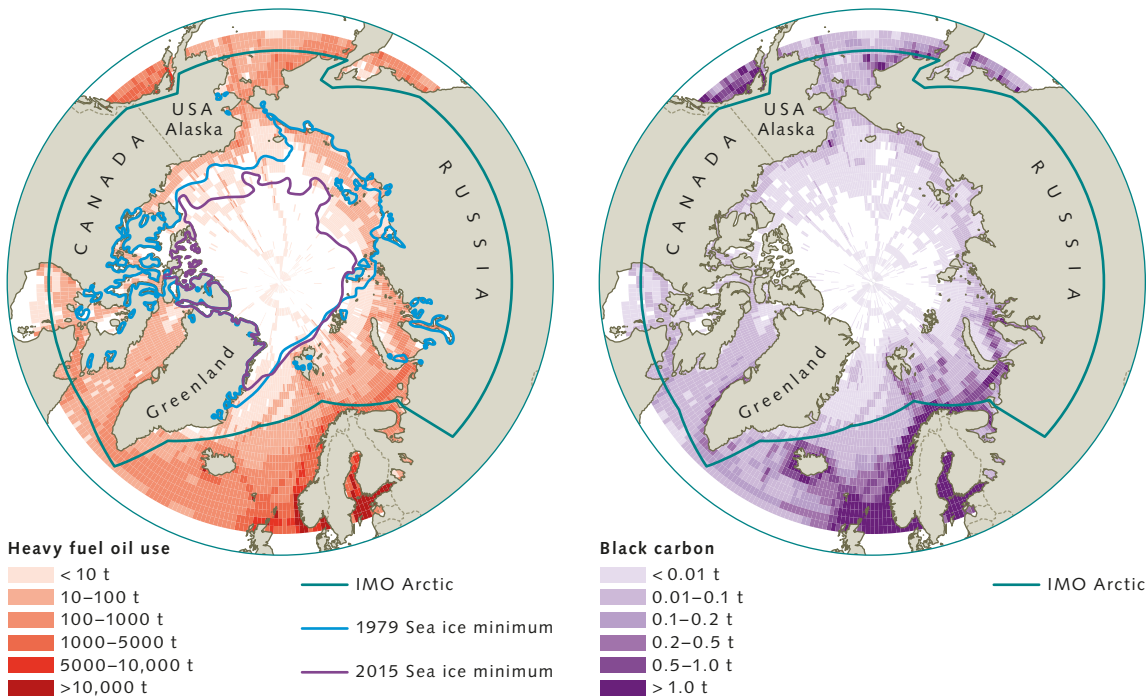 USA
Alaska
CANADA
RUSSIA
Greenland
Heavy fuel oil use
< 10 t
10–100 t
100–1000 t
1000–5000 t
5000–10,000 t
>10,000 t
IMO Arctic
1979 Sea ice minimum
2015 Sea ice minimum
USA
Alaska
CANADA
RUSSIA
Greenland
Black carbon
< 0.01 t
0.01–0.1 t
0.1–0.2 t
0.2–0.5 t
0.5–1.0 t
> 1.0 t
IMO Arctic